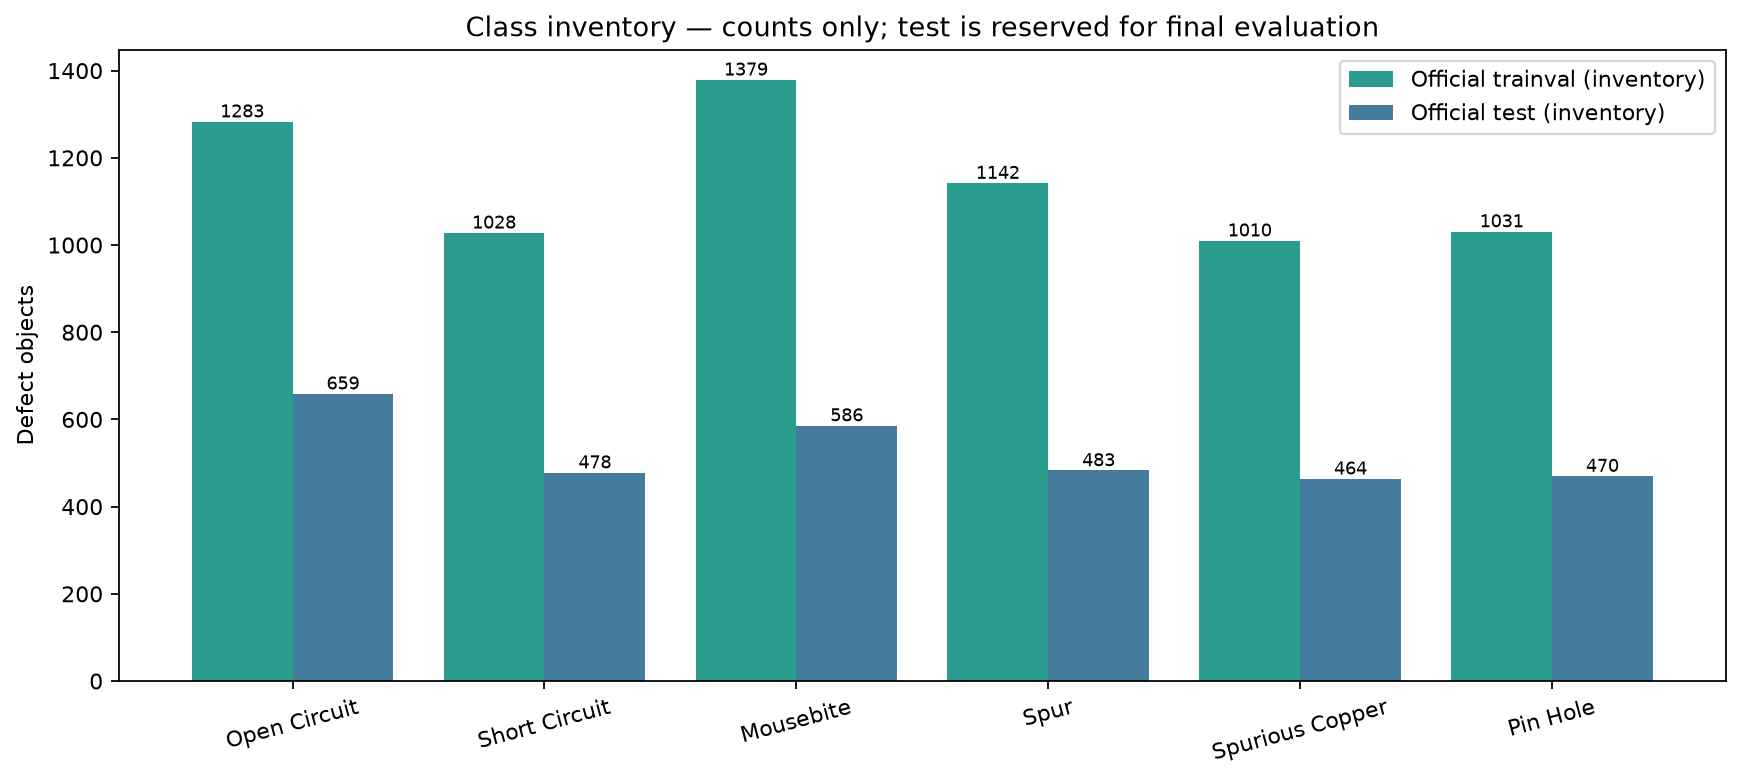 Class inventory — counts only; test is reserved for final evaluation
Official trainval (inventory)
Official test (inventory)
Defect objects
1400
1200
1000
800
600
400
200
0
1283
659
1028
478
1379
586
1142
483
1010
464
1031
470
Open Circuit
Short Circuit
Mousebite
Spur
Spurious Copper
Pin Hole